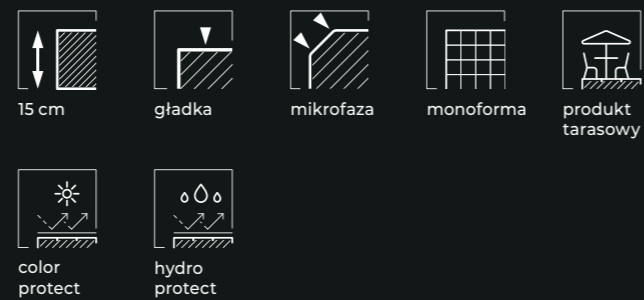 15 cm
gładka
mikrofaza
monoforma
produkt
tarasowy
color
protect
hydro
protect